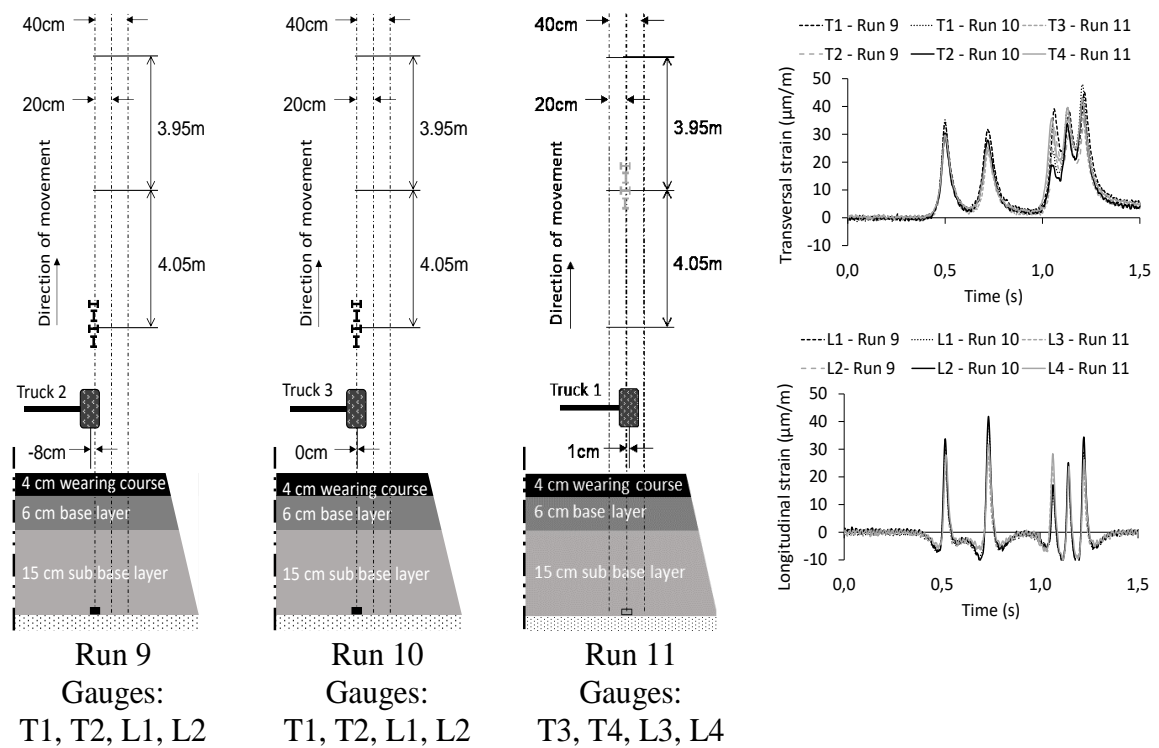 40cm
20cm
Direction of movement
3.95m
4.05m
Truck 2
-8cm
4 cm wearing course
6 cm base layer
15 cm sub base layer
Run 9
Gauges:
T1, T2, L1, L2
40cm
20cm
Direction of movement
3.95m
4.05m
Truck 3
0cm
4 cm wearing course
6 cm base layer
15 cm sub base layer
Run 10
Gauges:
T1, T2, L1, L2
40cm
20cm
Direction of movement
3.95m
4.05m
Truck 1
1cm
4 cm wearing course
6 cm base layer
15 cm sub base layer
Run 11
Gauges:
T3, T4, L3, L4
T1 - Run 9 T1 - Run 10 T3 - Run 11
T2 - Run 9 T2 - Run 10 T4 - Run 11
Transversal strain (μm/m)
50
40
30
20
10
0
-10
0,0 0,5 1,0 1,5
Time (s)
L1 - Run 9 L1 - Run 10 L3 - Run 11
L2- Run 9 L2 - Run 10 L4 - Run 11
Longitudinal strain (μm/m)
50
40
30
20
10
0
-10
0,0 0,5 1,0 1,5
Time (s)